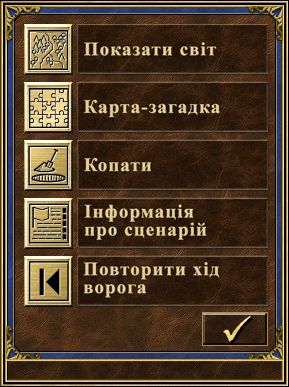 Показати світ
Карта-загадка
Копати
Інформація
про сценарій
Повторити хід
ворога